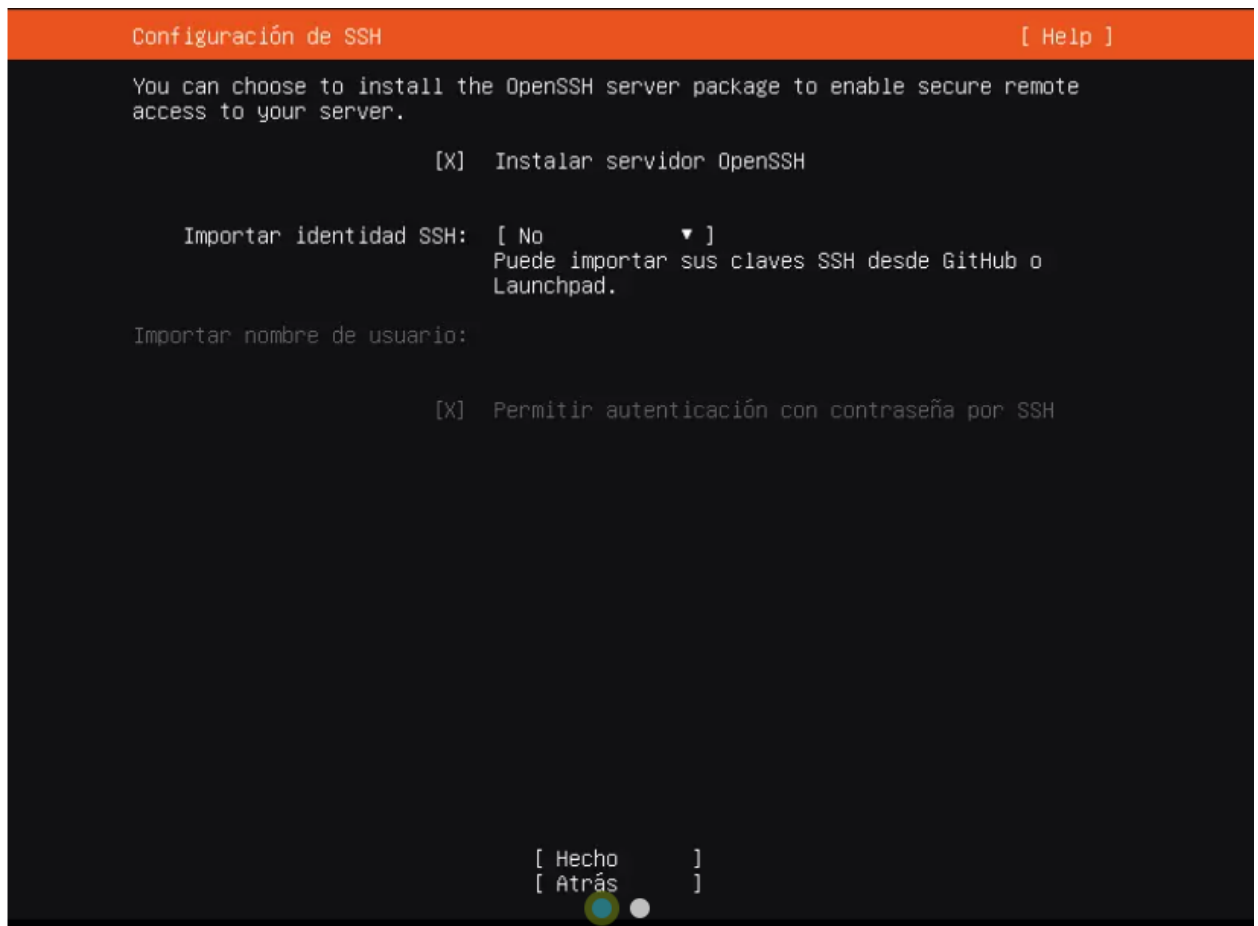 Configuración de SSH [ Help ]
You can choose to install the OpenSSH server package to enable secure remote
access to your server.
[X] Instalar servidor OpenSSH
Importar identidad SSH: [ No ▼ ]
Puede importar sus claves SSH desde GitHub o
Launchpad.
Importar nombre de usuario:
[X] Permitir autenticación con contraseña por SSH
[ Hecho ]
[ Atrás ]